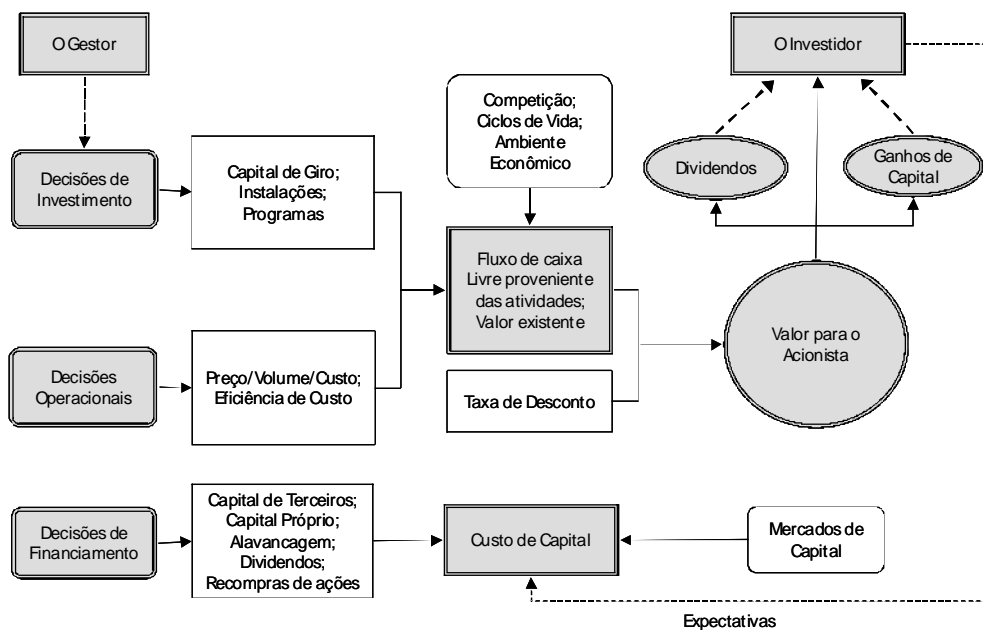 O Gestor
O Investidor
Competição;
Ciclos de Vida;
Ambiente
Econômico
Decisões de
Investimento
Capital de Giro;
Instalações;
Programas
Dividendos
Ganhos de
Capital
Fluxo de caixa
Livre proveniente
das atividades;
Valor existente
Valor para o
Acionista
Decisões
Operacionais
Preço/Volume/Custo;
Eficiência de Custo
Taxa de Desconto
Decisões de
Financiamento
Capital de Terceiros;
Capital Próprio;
Alavancagem;
Dividendos;
Recompras de ações
Custo de Capital
Mercados de
Capital
Expectativas